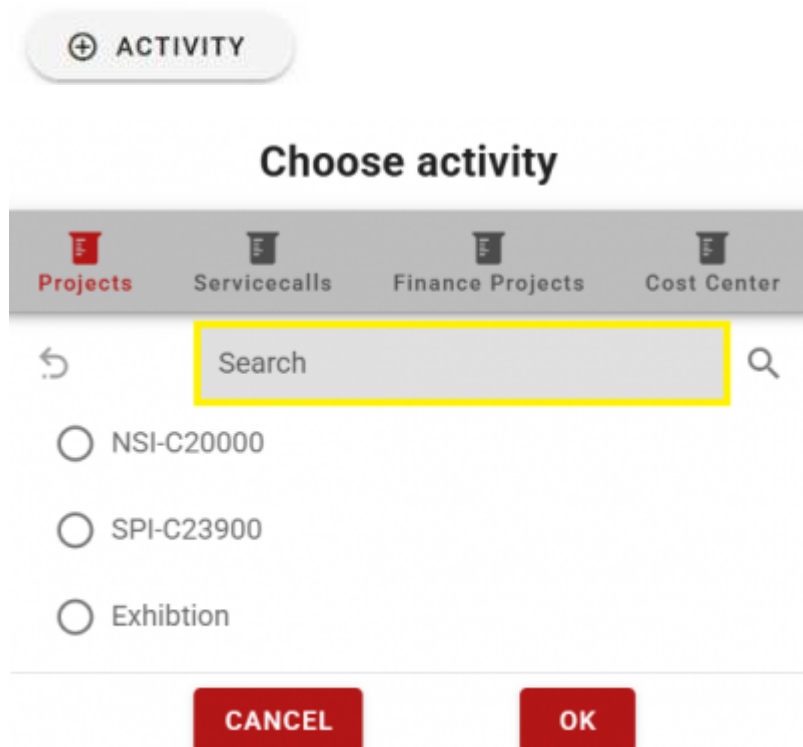 ACTIVITY
Choose activity
Projects Servicecalls Finance Projects Cost Center
Search
NSI-C20000
SPI-C23900
Exhibtion
CANCEL OK